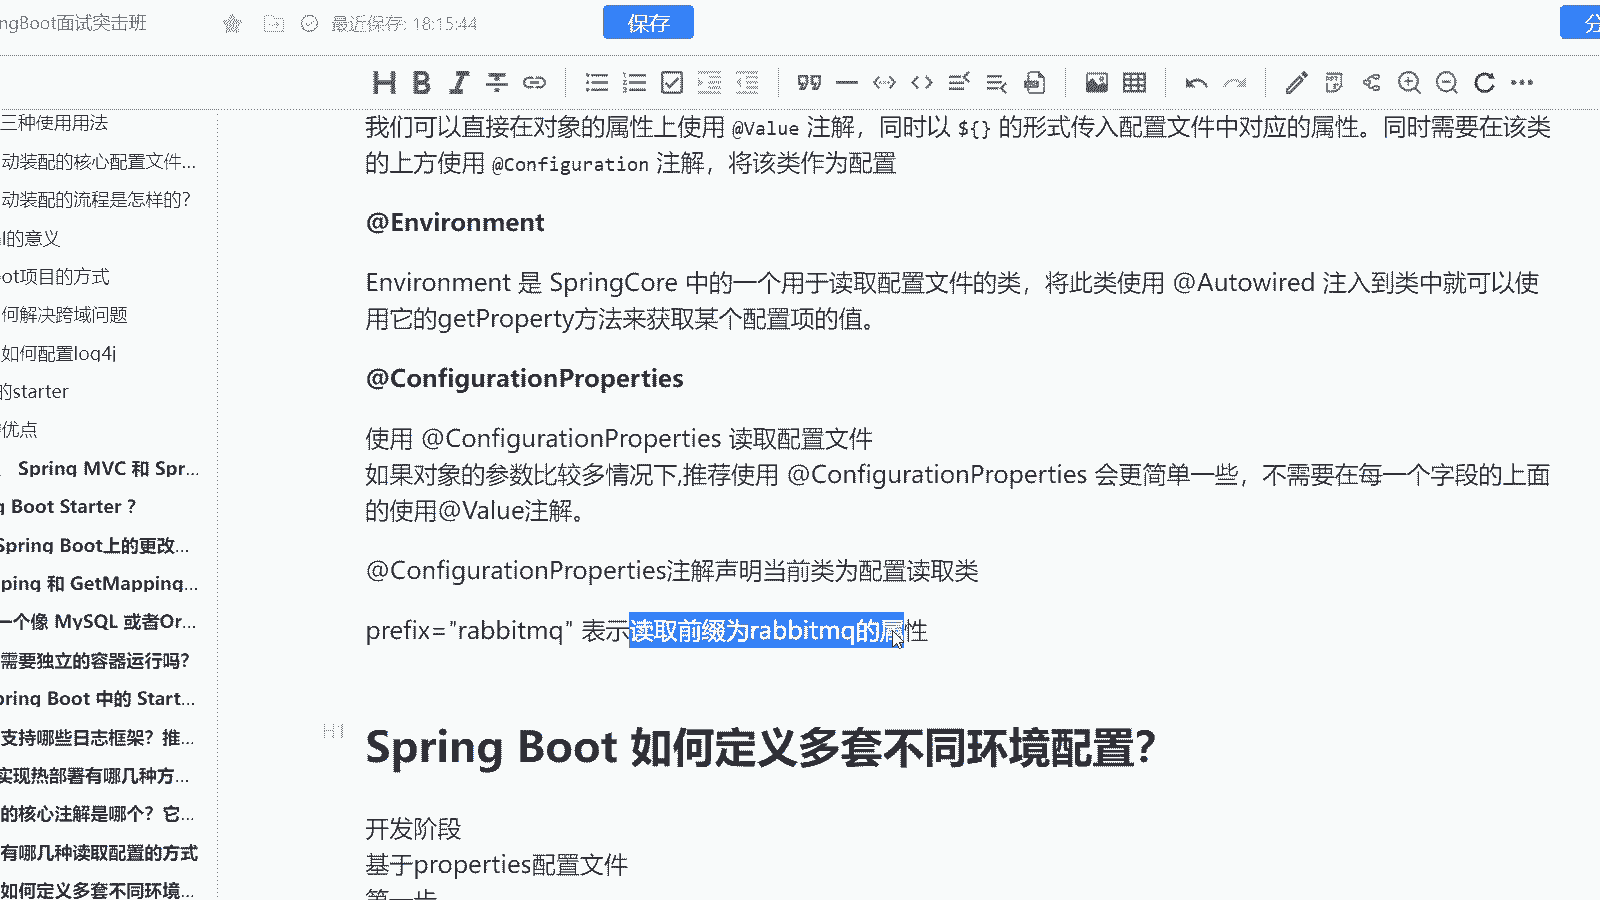 ngBoot面试突击班
最近保存: 18:15:44
保存
分
三种使用用法
动装配的核心配置文件...
动装配的流程是怎样的？
的意义
ot项目的方式
何解决跨域问题
如何配置log4j
的starter
优点
Spring MVC 和 Spr...
g Boot Starter ?
Spring Boot上的更改...
ping 和 GetMapping...
一个像 MySQL 或者Or...
需要独立的容器运行吗？
pring Boot 中的 Start...
支持哪些日志框架？推...
实现热部署有哪几种方...
的核心注解是哪个？它...
有哪几种读取配置的方式
如何定义多套不同环境...
我们可以直接在对象的属性上使用 @Value 注解，同时以 ${} 的形式传入配置文件中对应的属性。同时需要在该类
的上方使用 @Configuration 注解，将该类作为配置
@Environment
Environment 是 SpringCore 中的一个用于读取配置文件的类，将此类使用 @Autowired 注入到类中就可以使
用它的getProperty方法来获取某个配置项的值。
@ConfigurationProperties
使用 @ConfigurationProperties 读取配置文件
如果对象的参数比较多情况下,推荐使用 @ConfigurationProperties 会更简单一些，不需要在每一个字段的上面
的使用@Value注解。
@ConfigurationProperties注解声明当前类为配置读取类
prefix="rabbitmq" 表示读取前缀为rabbitmq的属性
H1
Spring Boot 如何定义多套不同环境配置？
开发阶段
基于properties配置文件
第一步